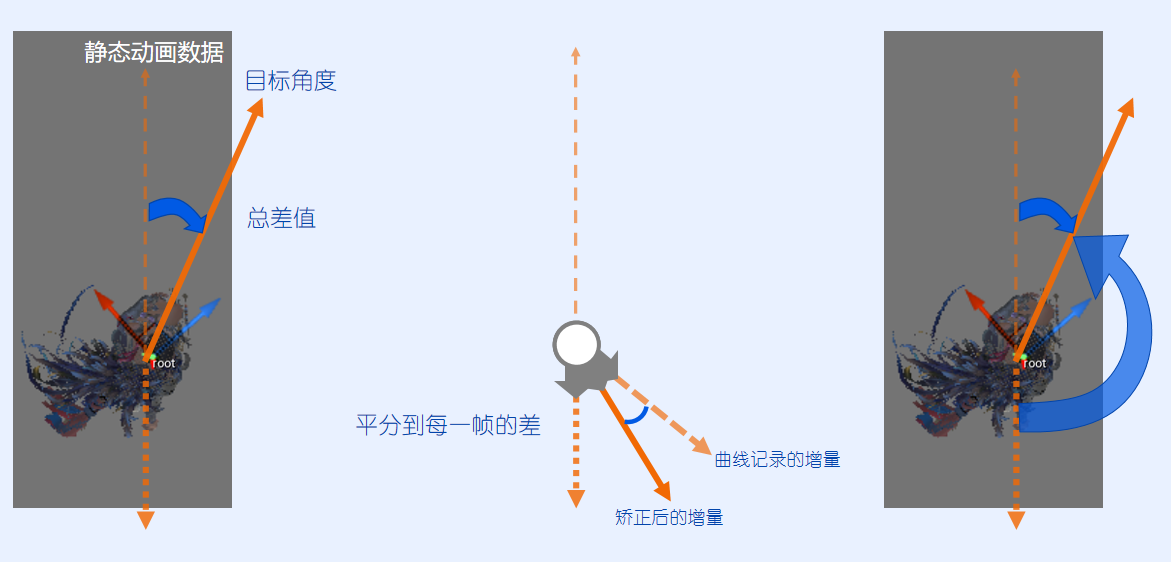 静态动画数据
目标角度
总差值
root
平分到每一帧的差
曲线记录的增量
矫正后的增量
root